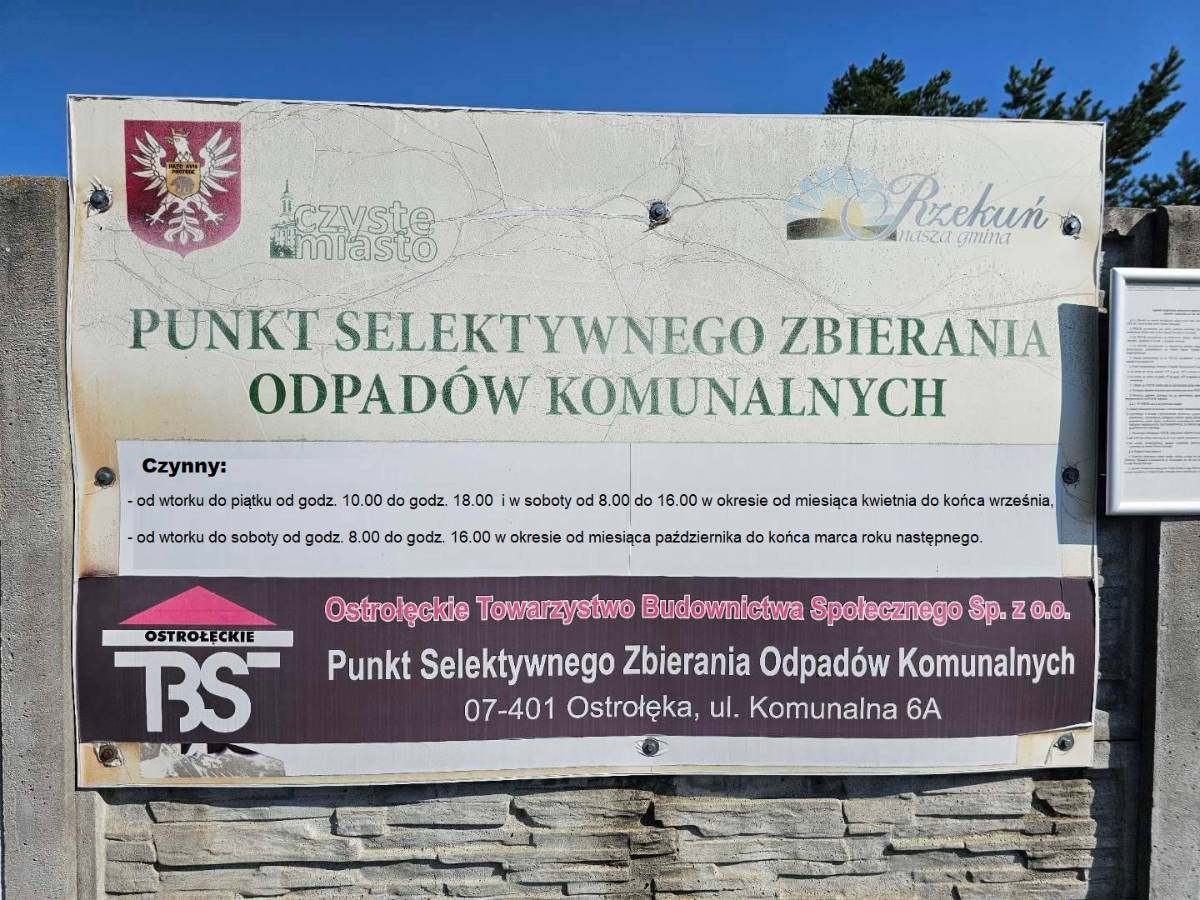 czyste
miasto
Rzekuń
nasza gmina
PUNKT SELEKTYWNEGO ZBIERANIA
ODPADÓW KOMUNALNYCH
Czynny:
- od wtorku do piątku od godz. 10.00 do godz. 18.00 i w soboty od 8.00 do 16.00 w okresie od miesiąca kwietnia do końca września,
- od wtorku do soboty od godz. 8.00 do godz. 16.00 w okresie od miesiąca października do końca marca roku następnego.
OSTROŁĘCKIE
TBS
Ostrołęckie Towarzystwo Budownictwa Społecznego Sp. z o.o.
Punkt Selektywnego Zbierania Odpadów Komunalnych
07-401 Ostrołęka, ul. Komunalna 6A